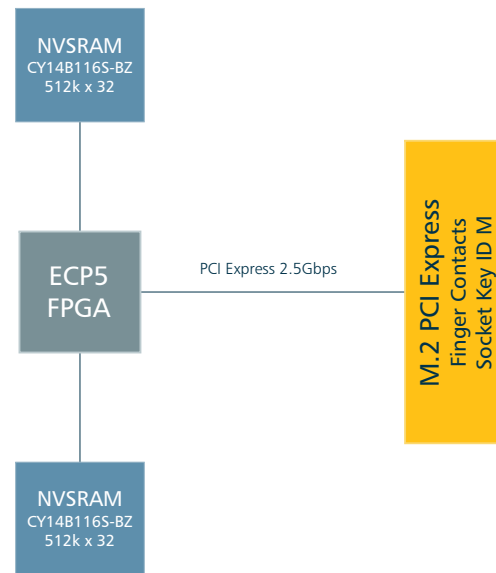 NVSRAM
CY14B116S-BZ
512k x 32
ECP5
FPGA
PCI Express 2.5Gbps
M.2 PCI Express
Finger Contacts
Socket Key ID M
NVSRAM
CY14B116S-BZ
512k x 32